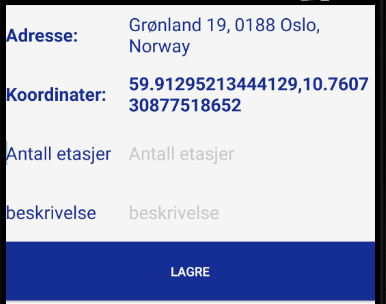 Adresse: Grønland 19, 0188 Oslo,
Norway
Koordinater: 59.91295213444129,10.7607
30877518652
Antall etasjer Antall etasjer
beskrivelse beskrivelse
LAGRE